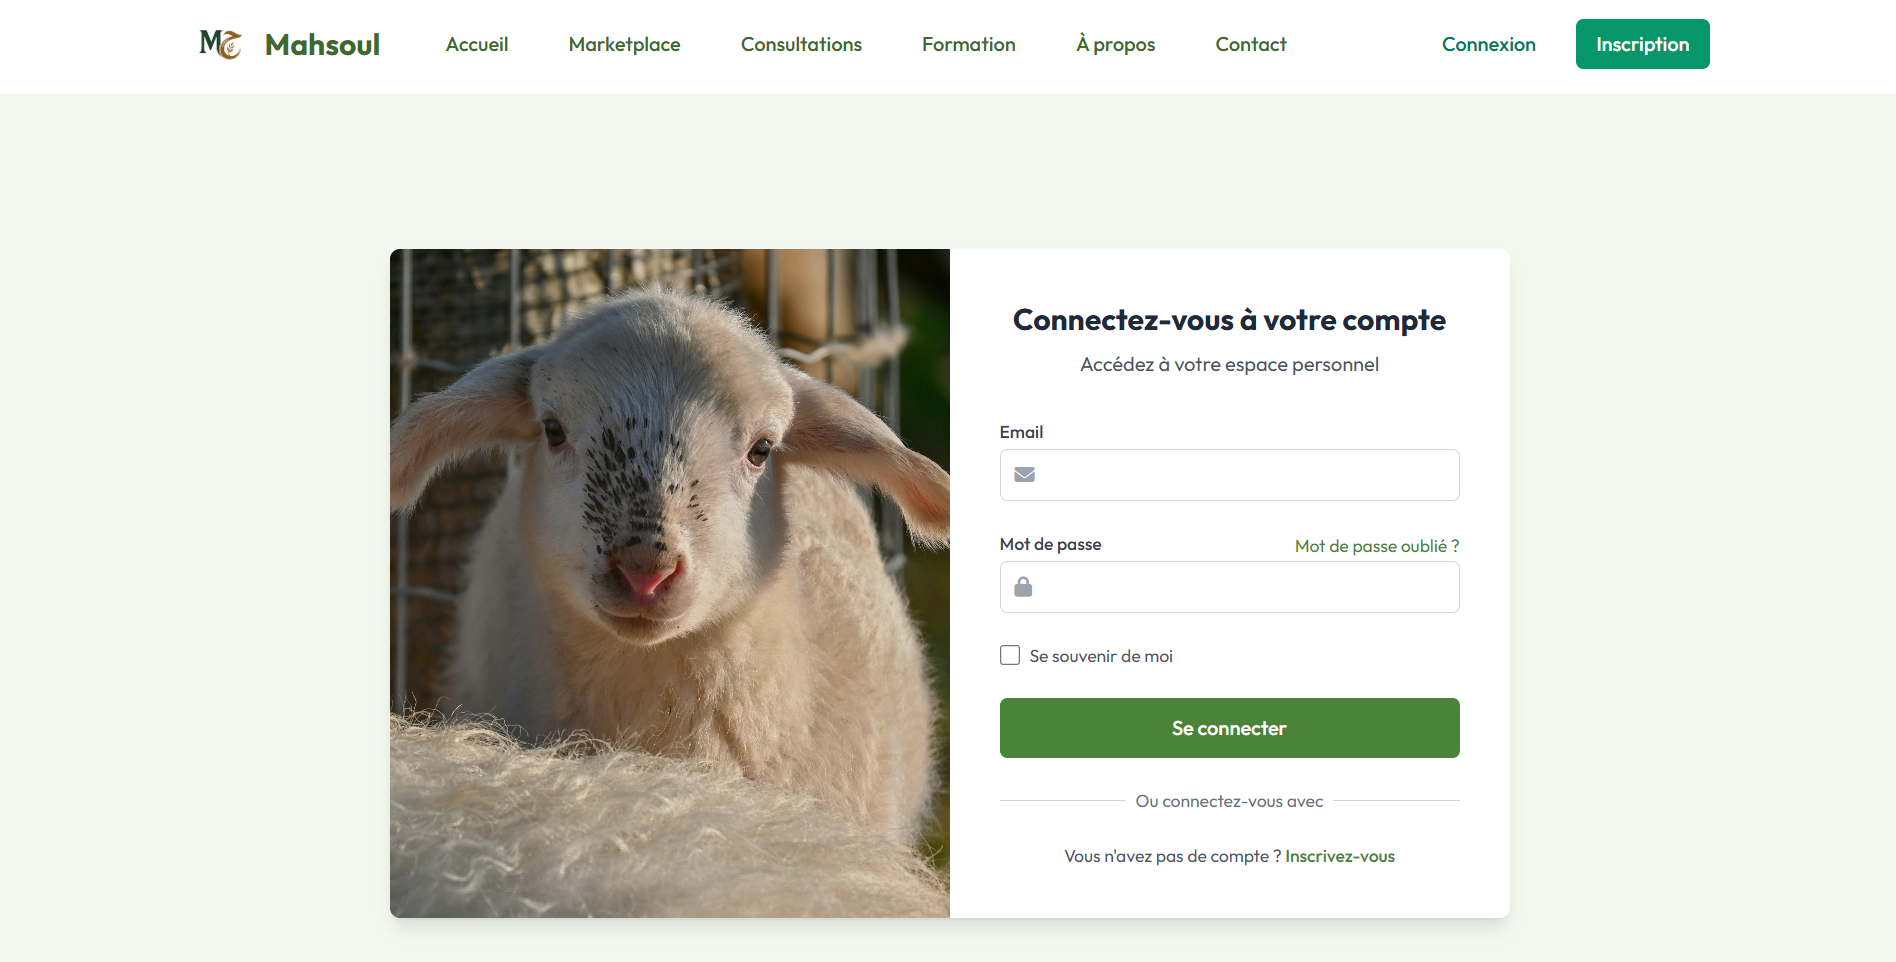 Mahsoul
Accueil
Marketplace
Consultations
Formation
À propos
Contact
Connexion
Inscription
Connectez-vous à votre compte
Accédez à votre espace personnel
Email
Mot de passe
Mot de passe oublié ?
Se souvenir de moi
Se connecter
Ou connectez-vous avec
Vous n'avez pas de compte ? Inscrivez-vous